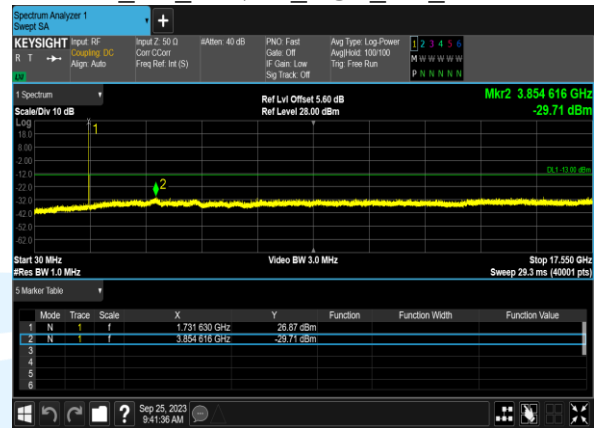 Spectrum Analyzer 1
Swept SA
KEYSIGHT Input: RF Input Z: 50 Ω #Atten: 40 dB PNO: Fast Avg Type: Log-Power 1 2 3 4 5 6
R T Coupling: DC Corr CCorr Gate: Off Avg|Hold: 100/100 M W W W W W
Align: Auto Freq Ref: Int (S) IF Gain: Low Trig: Free Run
Sig Track: Off P N N N N N
1 Spectrum Ref Lvl Offset 5.60 dB Mkr2 3.854 616 GHz
Scale/Div 10 dB Ref Level 28.00 dBm -29.71 dBm
Log
1
18.0
8.00
-2.00
-12.0 DL1 -13.00 dBm
-22.0 2
-32.0
-42.0
-52.0
-62.0
Start 30 MHz Video BW 3.0 MHz Stop 17.550 GHz
#Res BW 1.0 MHz Sweep 29.3 ms (40001 pts)
5 Marker Table
Mode Trace Scale X Y Function Function Width Function Value
1 N 1 f 1.731 630 GHz 26.87 dBm
2 N 1 f 3.854 616 GHz -29.71 dBm
3
4
5
6
? Sep 25, 2023
9:41:36 AM